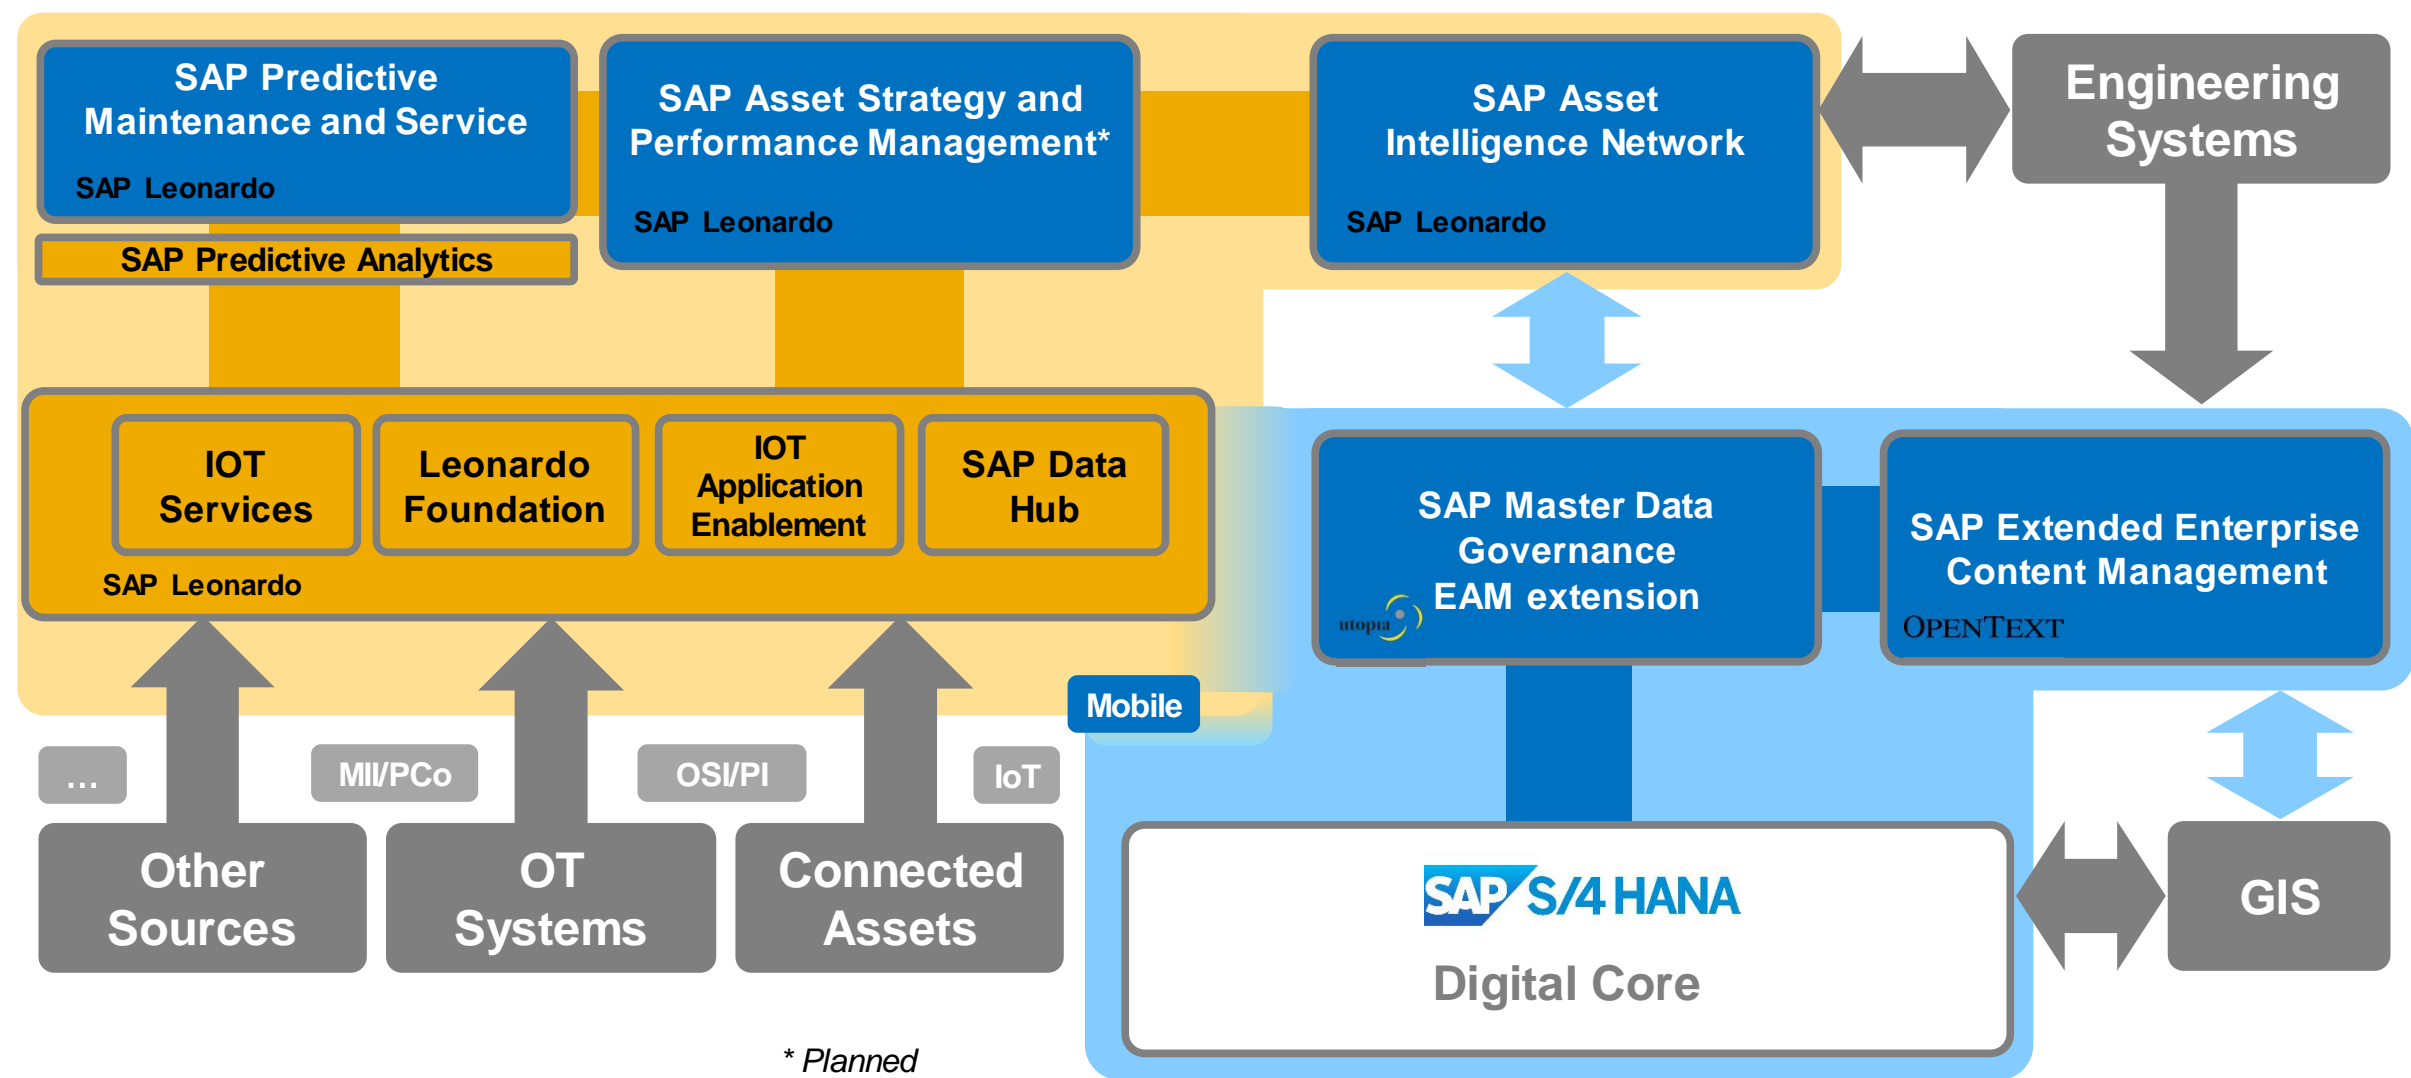 SAP Predictive
Maintenance and Service
SAP Leonardo
SAP Predictive Analytics
SAP Asset Strategy and
Performance Management*
SAP Leonardo
SAP Asset
Intelligence Network
SAP Leonardo
Engineering
Systems
IOT
Services
Leonardo
Foundation
IOT
Application
Enablement
SAP Data
Hub
SAP Leonardo
SAP Master Data
Governance
EAM extension
utopia
SAP Extended Enterprise
Content Management
OPENTEXT
Mobile
...
MII/PCo
OSI/PI
IoT
Other
Sources
OT
Systems
Connected
Assets
SAP S/4 HANA
Digital Core
GIS
* Planned